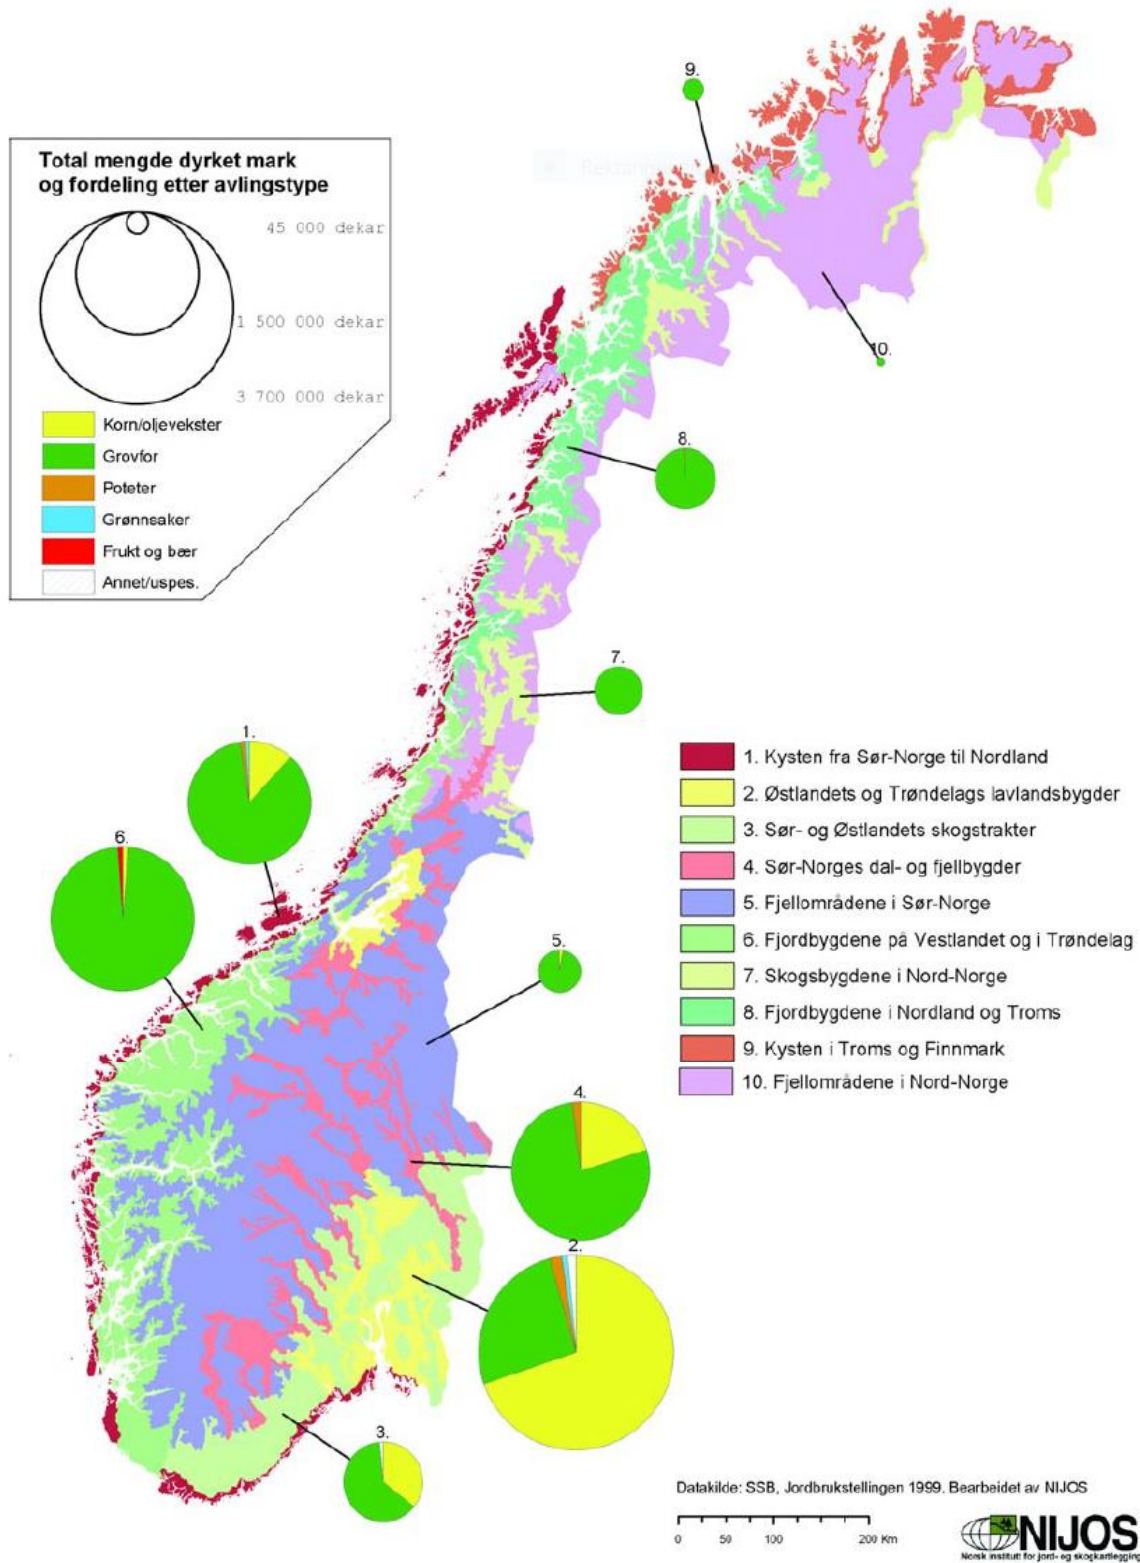 Total mengde dyrket mark
og fordeling etter avlingstype
45 000 dekar
1 500 000 dekar
3 700 000 dekar
Korn/oljevekster
Grovfor
Poteter
Grønnsaker
Frukt og bær
Annet/uspes.
9.
10.
8.
7.
1.
6.
5.
4.
2.
3.
1. Kysten fra Sør-Norge til Nordland
2. Østlandets og Trøndelags lavlandsbygder
3. Sør- og Østlandets skogstrakter
4. Sør-Norges dal- og fjellbygder
5. Fjellområdene i Sør-Norge
6. Fjordbygdene på Vestlandet og i Trøndelag
7. Skogsbygdene i Nord-Norge
8. Fjordbygdene i Nordland og Troms
9. Kysten i Troms og Finnmark
10. Fjellområdene i Nord-Norge
Datakilde: SSB, Jordbrukstellingen 1999. Bearbeidet av NIJOS
0 50 100 200 Km
NIJOS
Norsk institutt for jord- og skogkartlegging